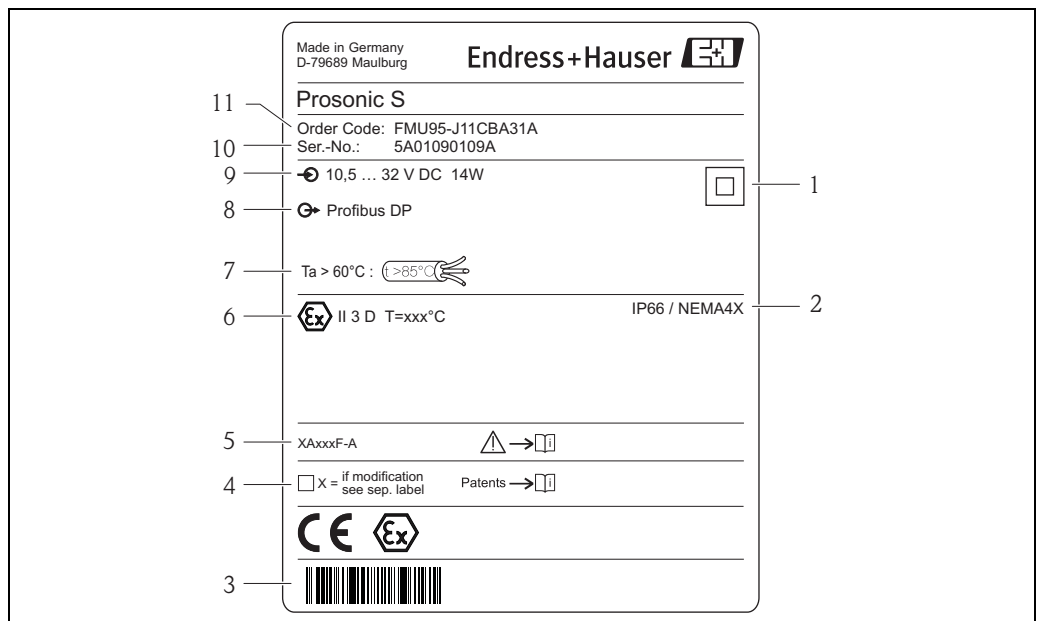 Made in Germany
D-79689 Maulburg
Endress+Hauser
Prosonic S
11
Order Code: FMU95-J11CBA31A
10
Ser.-No.: 5A01090109A
9
10,5 … 32 V DC 14W
1
8
Profibus DP
7
Ta > 60°C : t >85°C
6
Ex II 3 D T=xxx°C
IP66 / NEMA4X
2
5
XAxxxF-A
i
4
X = if modification
see sep. label
Patents
i
CE Ex
3